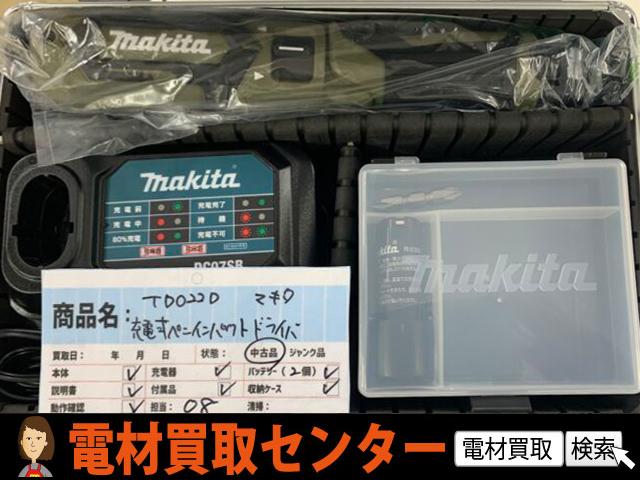 makita
makita
充電前
充電完了
充電中
待機
80%充電
充電不可
DC07SB
makita
TD022D マキタ
商品名:
充電式ペンインパクトドライバ
買取日: 年 月 日 状態: 中古品 ジャンク品
本体 ✓ 充電器 ✓ バッテリー(2個) ✓
説明書 ✓ 付属品 ✓ 収納ケース ✓
動作確認 ✓ 担当: 08 清掃:
電材買取センター
電材買取 検索